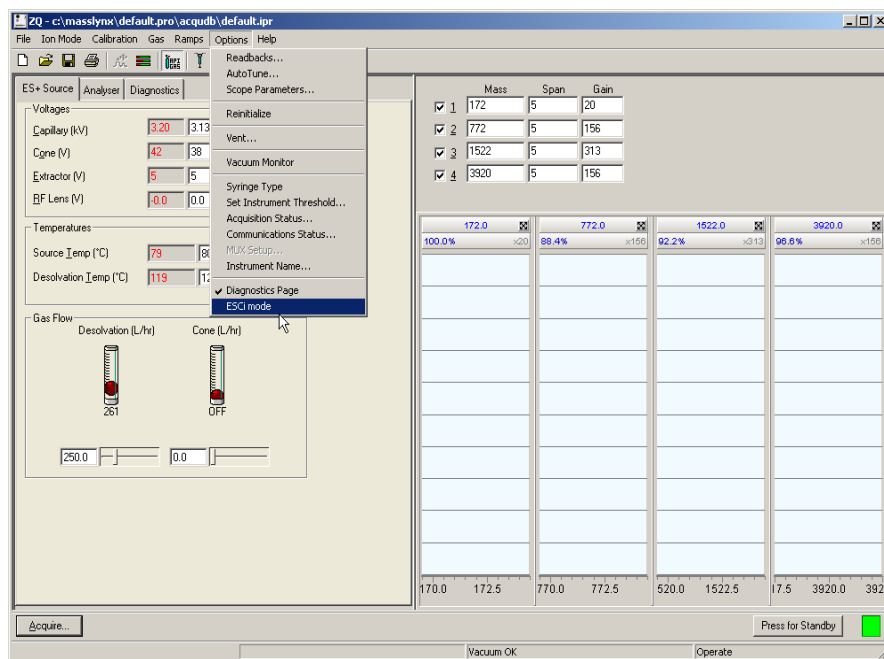 ZQ - c:\masslynx\default.pro\acqudb\default.ipr
File Ion Mode Calibration Gas Ramps Options Help
API GAS
Readbacks...
AutoTune...
Scope Parameters...
Reinitialize
Vent...
Vacuum Monitor
Syringe Type
Set Instrument Threshold...
Acquisition Status...
Communications Status...
MUX Setup...
Instrument Name...
Diagnostics Page
ESCi mode
ES+ Source Analyser Diagnostics
Voltages
Capillary (kV) 3.20 3.13
Cone (V) 42 38
Extractor (V) 5 5
RF Lens (V) -0.0 0.0
Temperatures
Source Temp (°C) 79
Desolvation Temp (°C) 119
Gas Flow
Desolvation (L/hr) Cone (L/hr)
261 OFF
250.0 0.0
Mass Span Gain
1 172 5 20
2 772 5 156
3 1522 5 313
4 3920 5 156
172.0 772.0 1522.0 3920.0
100.0% x20 88.4% x156 92.2% x313 96.6% x156
170.0 172.5 770.0 772.5 520.0 1522.5 17.5 3920.0 392
Acquire... Press for Standby
Vacuum OK Operate